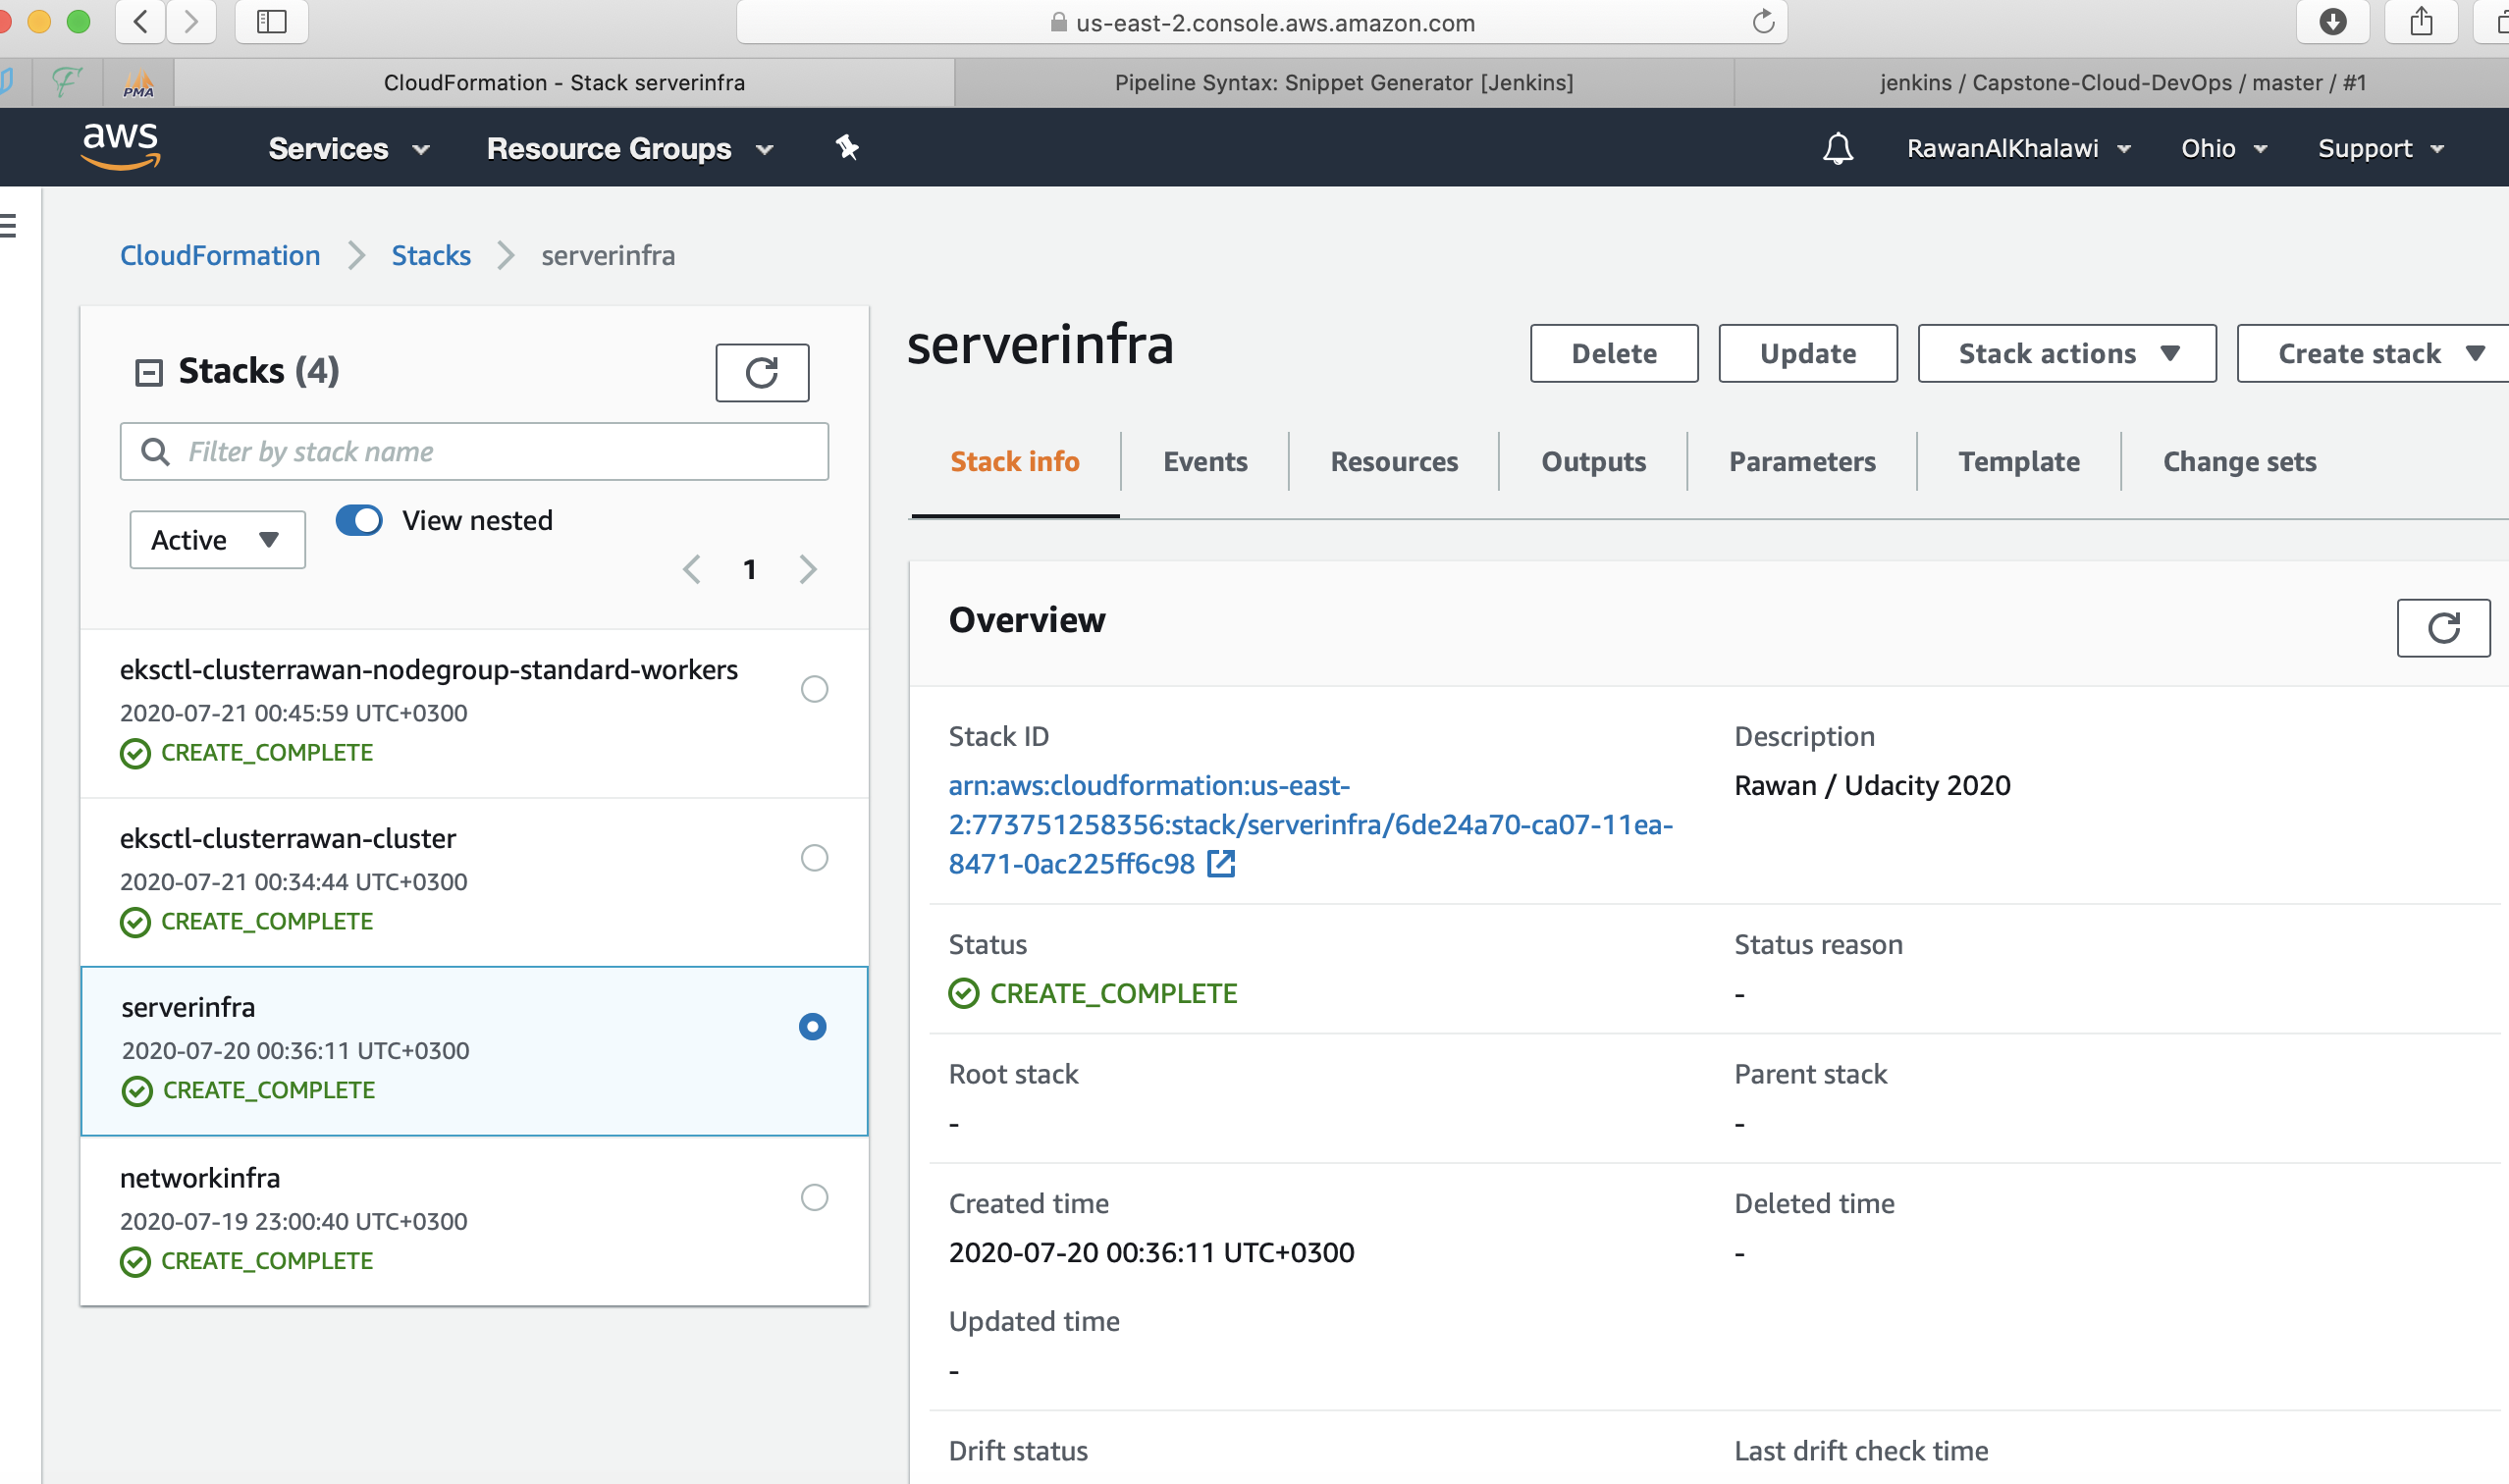 us-east-2.console.aws.amazon.com
PMA
CloudFormation - Stack serverinfra
Pipeline Syntax: Snippet Generator [Jenkins]
jenkins / Capstone-Cloud-DevOps / master / #1
aws
Services
Resource Groups
RawanAlKhalawi
Ohio
Support
CloudFormation
Stacks
serverinfra
Stacks (4)
Filter by stack name
Active
View nested
1
eksctl-clusterrawan-nodegroup-standard-workers
2020-07-21 00:45:59 UTC+0300
CREATE_COMPLETE
eksctl-clusterrawan-cluster
2020-07-21 00:34:44 UTC+0300
CREATE_COMPLETE
serverinfra
2020-07-20 00:36:11 UTC+0300
CREATE_COMPLETE
networkinfra
2020-07-19 23:00:40 UTC+0300
CREATE_COMPLETE
serverinfra
Delete
Update
Stack actions
Create stack
Stack info
Events
Resources
Outputs
Parameters
Template
Change sets
Overview
Stack ID
arn:aws:cloudformation:us-east-
2:773751258356:stack/serverinfra/6de24a70-ca07-11ea-
8471-0ac225ff6c98
Description
Rawan / Udacity 2020
Status
CREATE_COMPLETE
Status reason
-
Root stack
-
Parent stack
-
Created time
2020-07-20 00:36:11 UTC+0300
Deleted time
-
Updated time
-
Drift status
Last drift check time